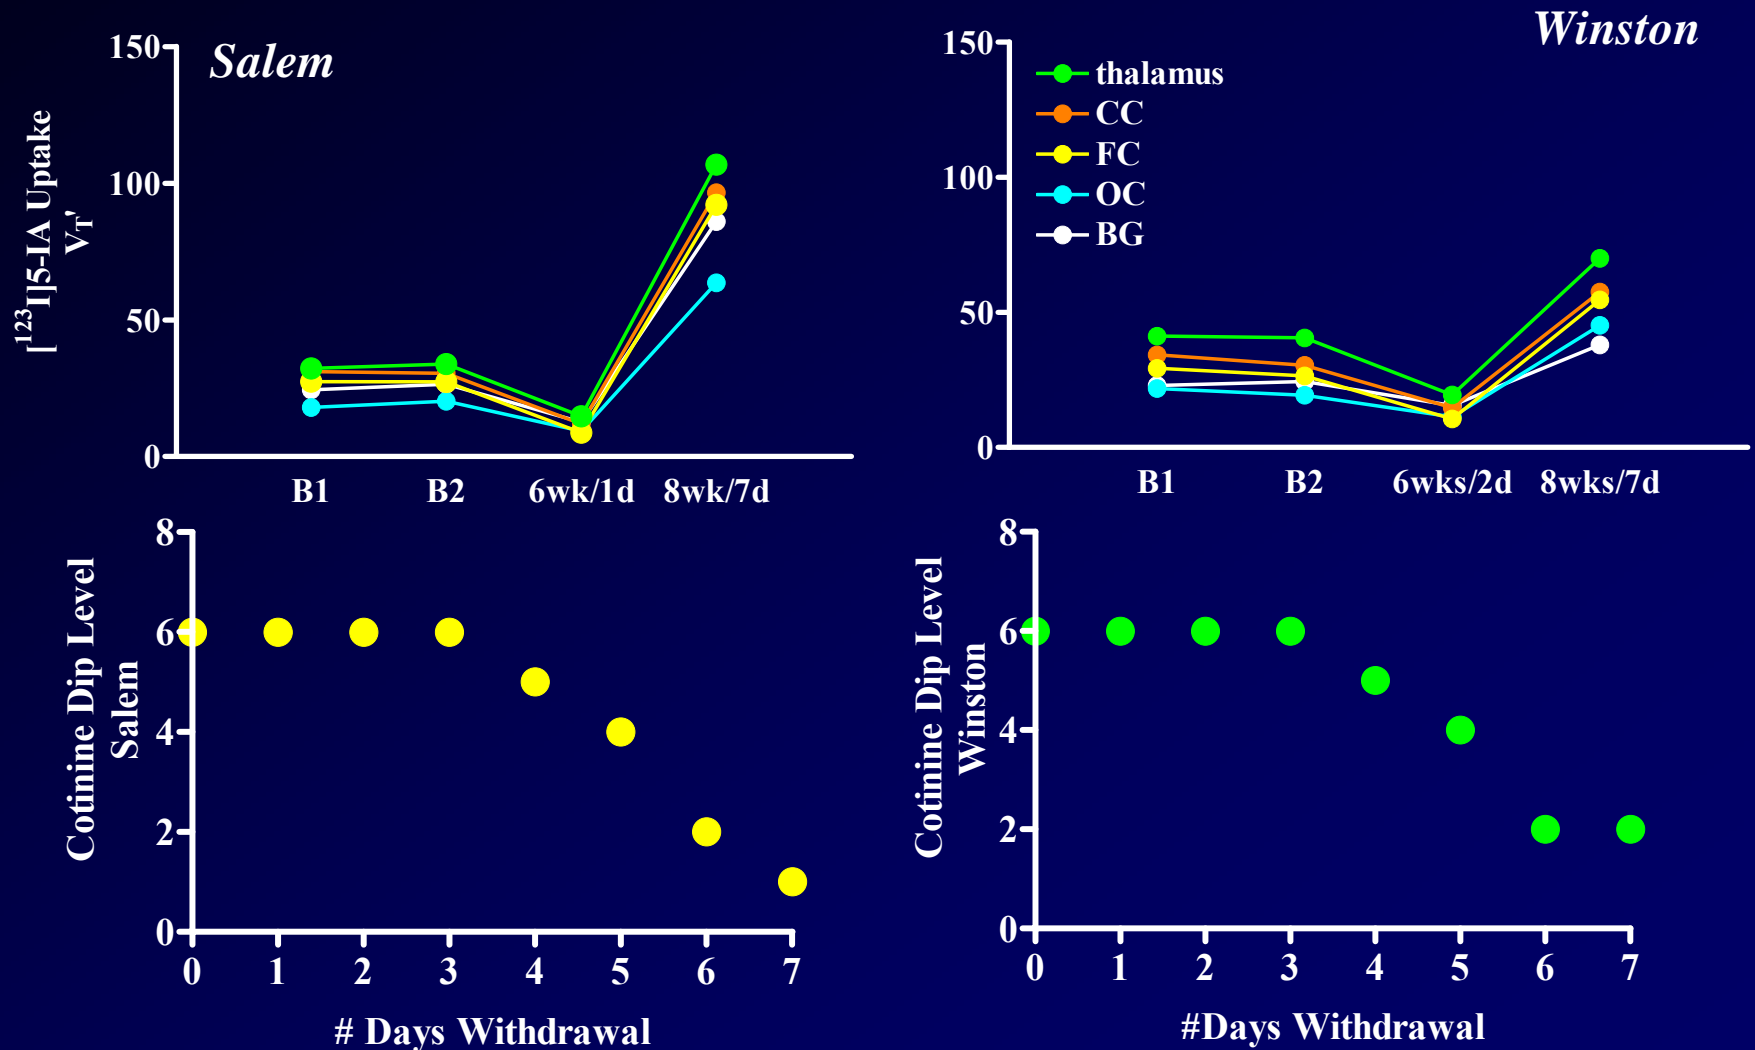 Salem
150
100
50
0
[¹²³I]5-IA Uptake
V_T'
B1 B2 6wk/1d 8wk/7d
Winston
150
100
50
0
thalamus
CC
FC
OC
BG
B1 B2 6wks/2d 8wks/7d
8
6
4
2
0
Cotinine Dip Level
Salem
0 1 2 3 4 5 6 7
# Days Withdrawal
8
6
4
2
0
Cotinine Dip Level
Winston
0 1 2 3 4 5 6 7
#Days Withdrawal